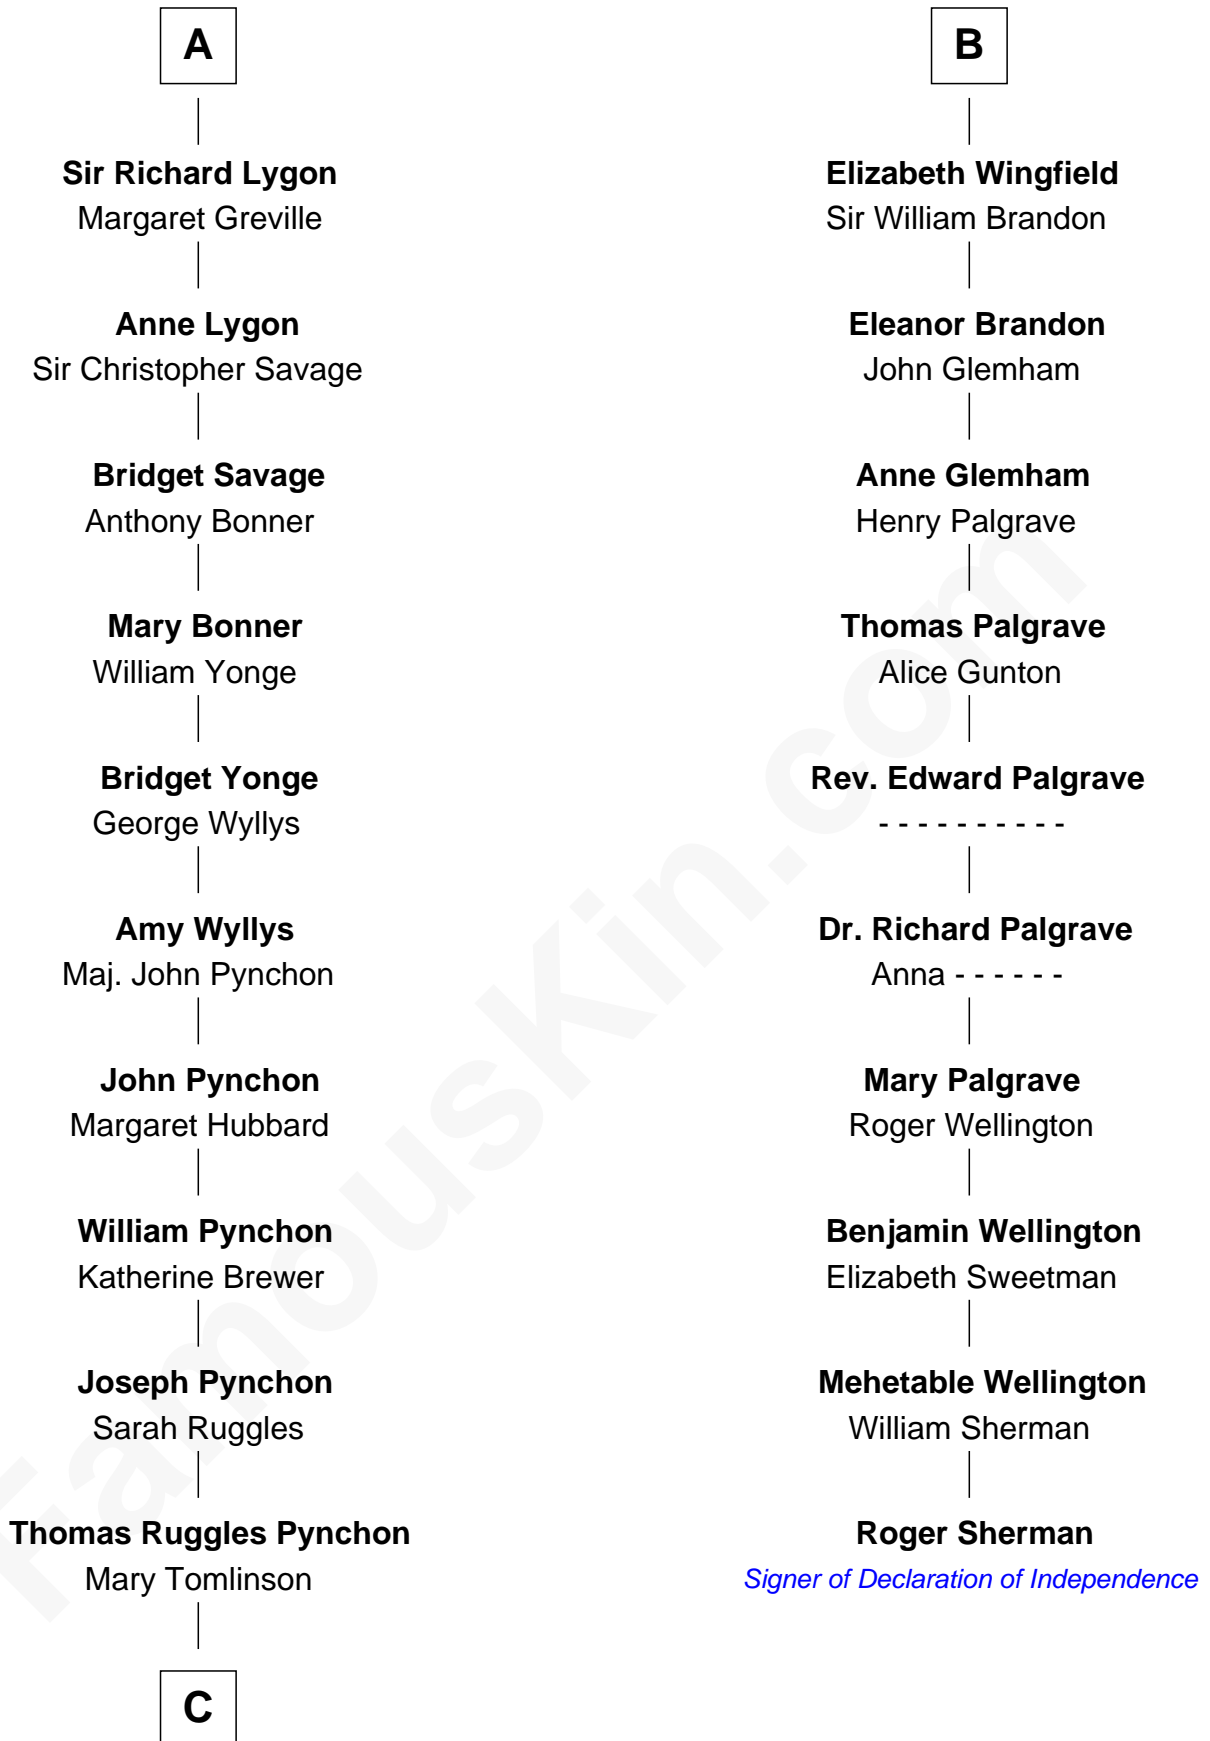 A
Sir Richard Lygon
Margaret Greville
Anne Lygon
Sir Christopher Savage
Bridget Savage
Anthony Bonner
Mary Bonner
William Yonge
Bridget Yonge
George Wyllys
Amy Wyllys
Maj. John Pynchon
John Pynchon
Margaret Hubbard
William Pynchon
Katherine Brewer
Joseph Pynchon
Sarah Ruggles
Thomas Ruggles Pynchon
Mary Tomlinson
C
B
Elizabeth Wingfield
Sir William Brandon
Eleanor Brandon
John Glemham
Anne Glemham
Henry Palgrave
Thomas Palgrave
Alice Gunton
Rev. Edward Palgrave
- - - - - - - - - -
Dr. Richard Palgrave
Anna - - - - - -
Mary Palgrave
Roger Wellington
Benjamin Wellington
Elizabeth Sweetman
Mehetable Wellington
William Sherman
Roger Sherman
Signer of Declaration of Independence
FamousKin.com